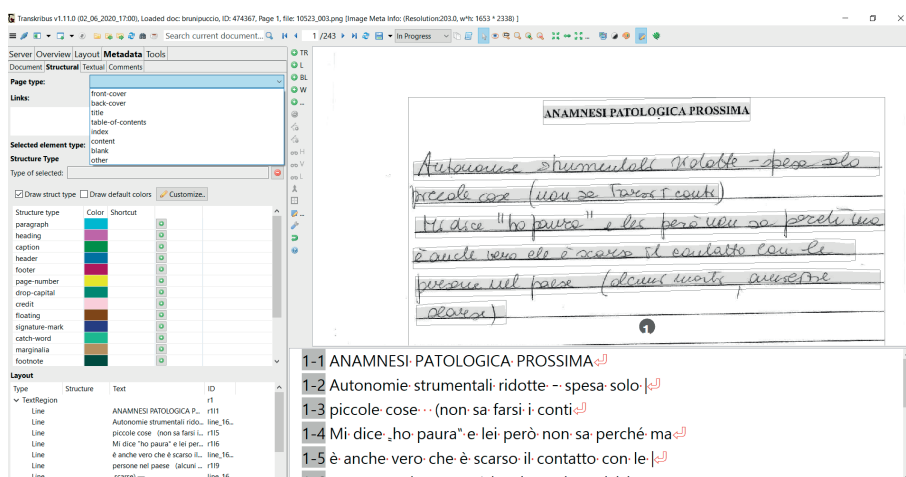 Transkribus v1.11.0 (02_06_2020_17:00), Loaded doc: brunipuccio, ID: 474367, Page 1, file: 10523_003.png [Image Meta Info: (Resolution:203.0, w*h: 1653 * 2338) ]
Search current document... 1 /243 In Progress
Server Overview Layout Metadata Tools
Document Structural Textual Comments
Page type:
front-cover
back-cover
title
table-of-contents
index
content
blank
other
Links:
Selected element type:
Structure Type
Type of selected:
Draw struct type Draw default colors Customize..
Structure type Color Shortcut
paragraph
heading
caption
header
footer
page-number
drop-capital
credit
floating
signature-mark
catch-word
marginalia
footnote
Layout
Type Structure Text ID
TextRegion r1
Line ANAMNESI PATOLOGICA P... r1l1
Line Autonomie strumentali rido... line_16...
Line piccole cose (non sa farsi i... r1l5
Line Mi dice "ho paura" e lei per... r1l6
Line è anche vero che è scarso il... line_16...
Line persone nel paese (alcuni ... r1l9
Line scarse) — line_16
TR
L
BL
W
...
H
V
L
...
ANAMNESI PATOLOGICA PROSSIMA
Autonomie strumentali ridotte - spesa solo
piccole cose (non sa farsi i conti)
Mi dice "ho paura" e lei però non sa perché ma
è anche vero che è scarso il contatto con le
persone nel paese (alcuni morti,
scarse)
1
1-1 ANAMNESI· PATOLOGICA· PROSSIMA
1-2 Autonomie· strumentali· ridotte· -· spesa· solo·
1-3 piccole· cose· ·· (non· sa· farsi· i· conti
1-4 Mi· dice· „ho· paura"· e· lei· però· non· sa· perché· ma
1-5 è· anche· vero· che· è· scarso· il· contatto· con· le·